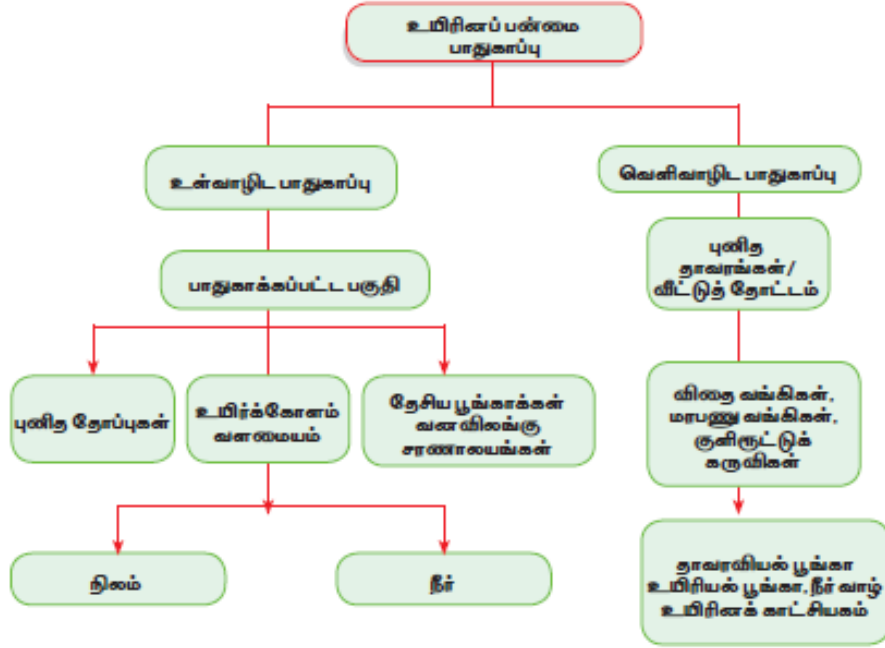 உயிரினப் பன்மை
பாதுகாப்பு
உள்வாழிட பாதுகாப்பு
வெளிவாழிட பாதுகாப்பு
பாதுகாக்கப்பட்ட பகுதி
புனித
தாவரங்கள்/
வீட்டுத் தோட்டம்
புனித தோப்புகள்
உயிர்க்கோளம்
வளமையம்
தேசிய பூங்காக்கள்
வனவிலங்கு
சரணாலயங்கள்
விதை வங்கிகள்,
மரபணு வங்கிகள்,
குளிரூட்டுக்
கருவிகள்
நிலம்
நீர்
தாவரவியல் பூங்கா
உயிரியல் பூங்கா, நீர் வாழ்
உயிரினக் காட்சியகம்